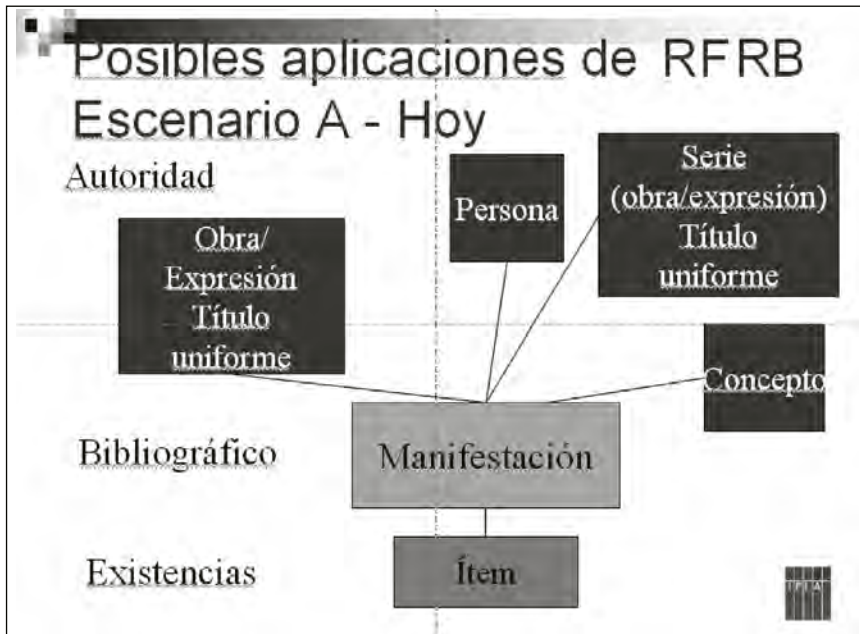 Posibles aplicaciones de RFRB
Escenario A - Hoy
Autoridad
Obra/
Expresión
Título
uniforme
Persona
Serie
(obra/expresión)
Título
uniforme
Concepto
Bibliográfico
Manifestación
Existencias
Ítem
IFLA